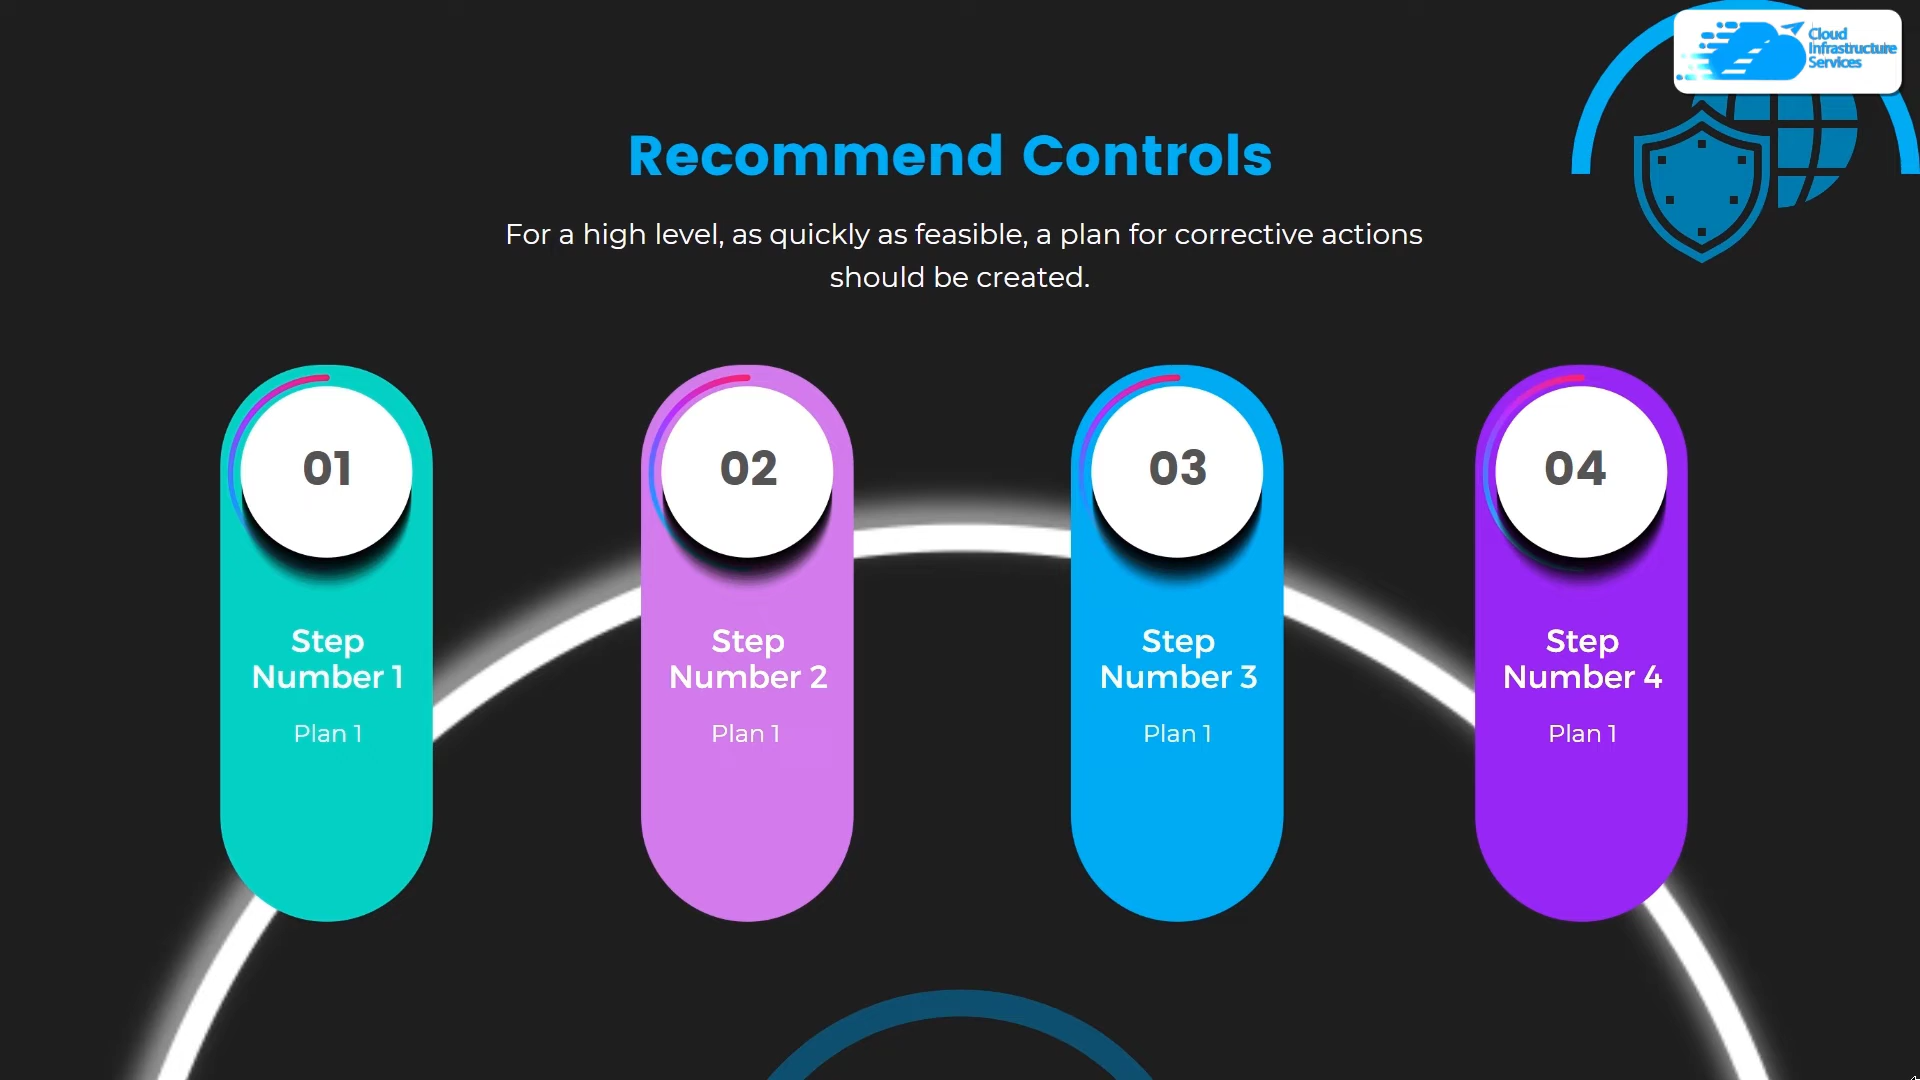 Cloud
Infrastructure
Services
Recommend Controls
For a high level, as quickly as feasible, a plan for corrective actions
should be created.
01
Step
Number 1
Plan 1
02
Step
Number 2
Plan 1
03
Step
Number 3
Plan 1
04
Step
Number 4
Plan 1